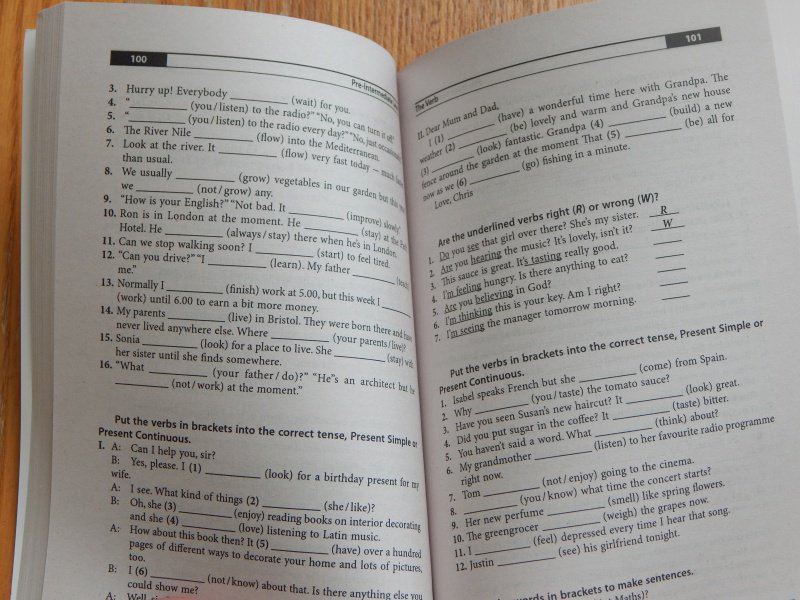 100
Pre-Intermediate
3. Hurry up! Everybody __________ (wait) for you.
4. "__________ (you / listen) to the radio?" "No, you can turn it off."
5. "__________ (you / listen) to the radio every day?" "No, just occasionally
6. The River Nile __________ (flow) into the Mediterranean.
7. Look at the river. It __________ (flow) very fast today – much
than usual.
8. We usually __________ (grow) vegetables in our garden but this
we __________ (not / grow) any.
9. "How is your English?" "Not bad. It __________ (improve) slowly."
10. Ron is in London at the moment. He __________ (stay) at the
Hotel. He __________ (always / stay) there when he's in London.
11. Can we stop walking soon? I __________ (start) to feel tired.
12. "Can you drive?" "I __________ (learn). My father __________
me."
13. Normally I __________ (finish) work at 5.00, but this week I __________
(work) until 6.00 to earn a bit more money.
14. My parents __________ (live) in Bristol. They were born there and have
never lived anywhere else. Where __________ (your parents / live)?
15. Sonia __________ (look) for a place to live. She __________ (stay) with
her sister until she finds somewhere.
16. "What __________ (your father / do)?" "He"s an architect but he
__________ (not / work) at the moment."
Put the verbs in brackets into the correct tense, Present Simple or
Present Continuous.
I. A: Can I help you, sir?
B: Yes, please. I (1) __________ (look) for a birthday present for my
wife.
A: I see. What kind of things (2) __________ (she / like)?
B: Oh, she (3) __________ (enjoy) reading books on interior decorating
and she (4) __________ (love) listening to Latin music.
A: How about this book then? It (5) __________ (have) over a hundred
pages of different ways to decorate your home and lots of pictures,
too.
B: I (6) __________ (not / know) about that. Is there anything else you
could show me?
A: Well,
The Verb
101
II. Dear Mum and Dad,
I (1) __________ (have) a wonderful time here with Grandpa. The
weather (2) __________ (be) lovely and warm and Grandpa's new house
(3) __________ (look) fantastic. Grandpa (4) __________ (build) a new
fence around the garden at the moment That (5) __________ (be) all for
now as we (6) __________ (go) fishing in a minute.
Love, Chris
Are the underlined verbs right (R) or wrong (W)?
1. Do you see that girl over there? She's my sister. R
2. Are you hearing the music? It's lovely, isn't it? W
3. This sauce is great. It's tasting really good. ____
4. I'm feeling hungry. Is there anything to eat? ____
5. Are you believing in God? ____
6. I'm thinking this is your key. Am I right? ____
7. I'm seeing the manager tomorrow morning. ____
Put the verbs in brackets into the correct tense, Present Simple or
Present Continuous.
1. Isabel speaks French but she __________ (come) from Spain.
2. Why __________ (you / taste) the tomato sauce?
3. Have you seen Susan's new haircut? It __________ (look) great.
4. Did you put sugar in the coffee? It __________ (taste) bitter.
5. You haven't said a word. What __________ (think) about?
6. My grandmother __________ (listen) to her favourite radio programme
right now.
7. Tom __________ (not / enjoy) going to the cinema.
8. __________ (you / know) what time the concert starts?
9. Her new perfume __________ (smell) like spring flowers.
10. The greengrocer __________ (weigh) the grapes now.
11. I __________ (feel) depressed every time I hear that song.
12. Justin __________ (see) his girlfriend tonight.
words in brackets to make sentences.
Maths)?